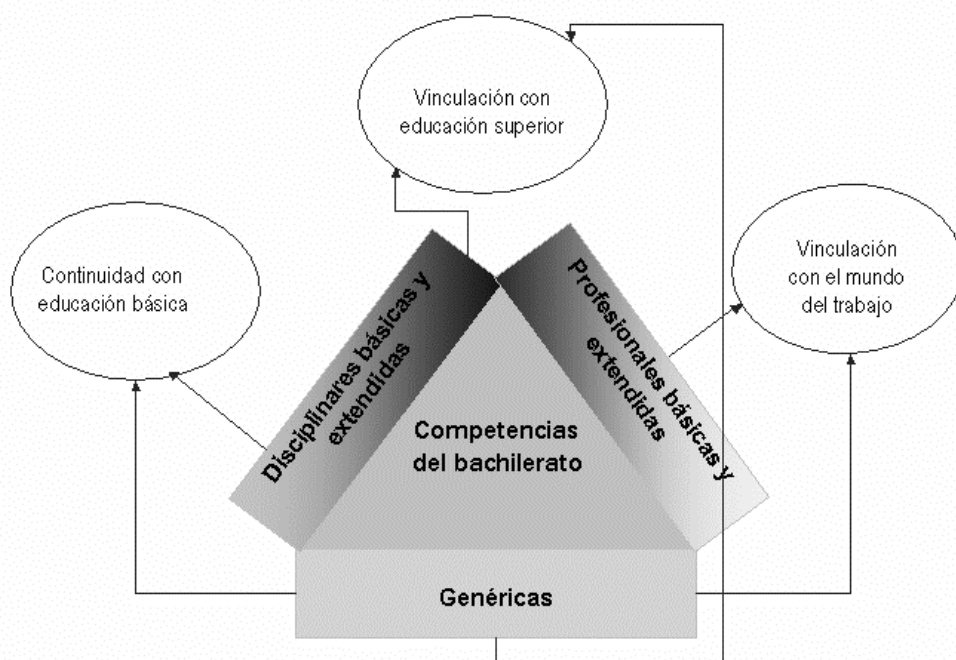 Vinculación con
educación superior
Continuidad con
educación básica
Vinculación
con el mundo
del trabajo
Disciplinares básicas y
extendidas
Profesionales básicas y
extendidas
Competencias
del bachilerato
Genéricas